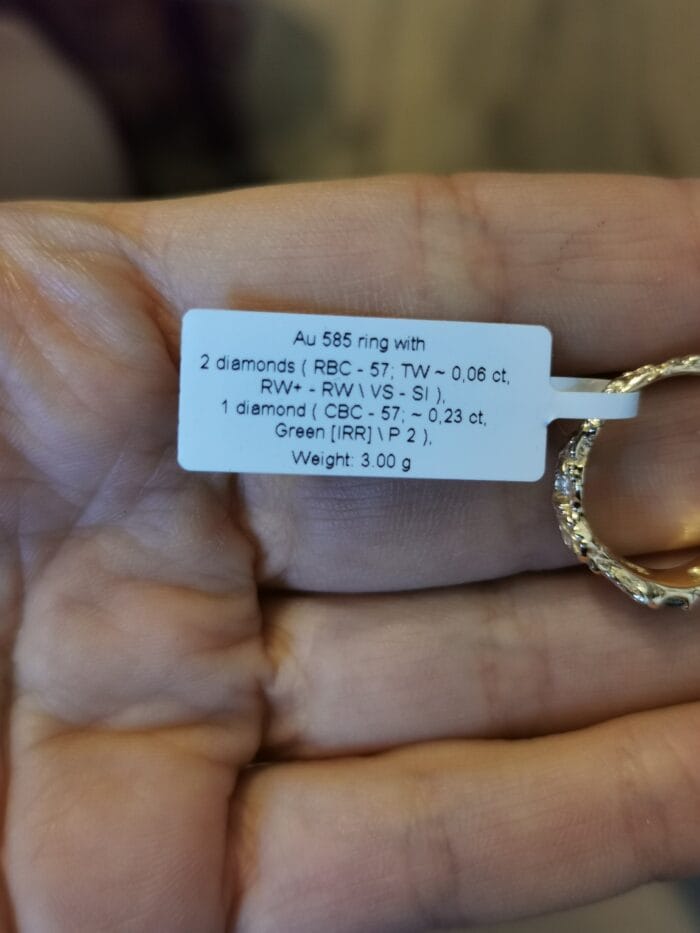 Au 585 ring with
2 diamonds ( RBC - 57; TW ~ 0,06 ct,
RW+ - RW \ VS - SI ),
1 diamond ( CBC - 57; ~ 0,23 ct,
Green [IRR] \ P 2 ),
Weight: 3.00 g